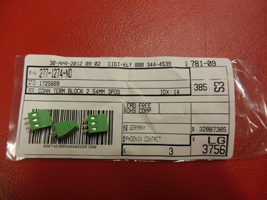 30-APR-2012 09 02 DIGI-KEY 800 344-4539
781-09
277-1274-ND
1725669
385
CONN TERM BLOCK 2 54MM 3POS
IDX-14
LEAD FREE
ROHS COMP
GERMANY
32887385
PHOENIX CONTACT
3
LG
3756